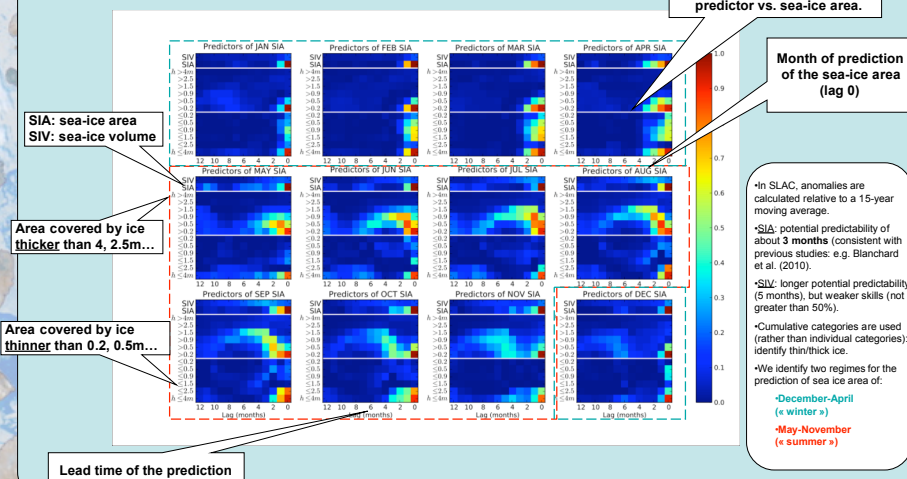 predictor vs. sea-ice area.
Month of prediction
of the sea-ice area
(lag 0)
SIA: sea-ice area
SIV: sea-ice volume
Area covered by ice
thicker than 4, 2.5m…
Area covered by ice
thinner than 0.2, 0.5m…
Lead time of the prediction
Predictors of JAN SIA
Predictors of FEB SIA
Predictors of MAR SIA
Predictors of APR SIA
SIV
SIA
h >4m
>2.5
>1.5
>0.9
>0.5
>0.2
≤0.2
≤0.5
≤0.9
≤1.5
≤2.5
h ≤4m
12 10 8 6 4 2 0
Predictors of MAY SIA
Predictors of JUN SIA
Predictors of JUL SIA
Predictors of AUG SIA
Predictors of SEP SIA
Predictors of OCT SIA
Predictors of NOV SIA
Predictors of DEC SIA
Lag (months)
Lag (months)
Lag (months)
Lag (months)
1.0
0.9
0.7
0.6
0.5
0.4
0.3
0.2
0.1
0.0
•In SLAC, anomalies are
calculated relative to a 15-year
moving average.
•SIA: potential predictability of
about 3 months (consistent with
previous studies: e.g. Blanchard
et al. (2010).
•SIV: longer potential predictability
(5 months), but weaker skills (not
greater than 50%).
•Cumulative categories are used
(rather than individual categories):
identify thin/thick ice.
•We identify two regimes for the
prediction of sea ice area of:
•December-April
(« winter »)
•May-November
(« summer »)